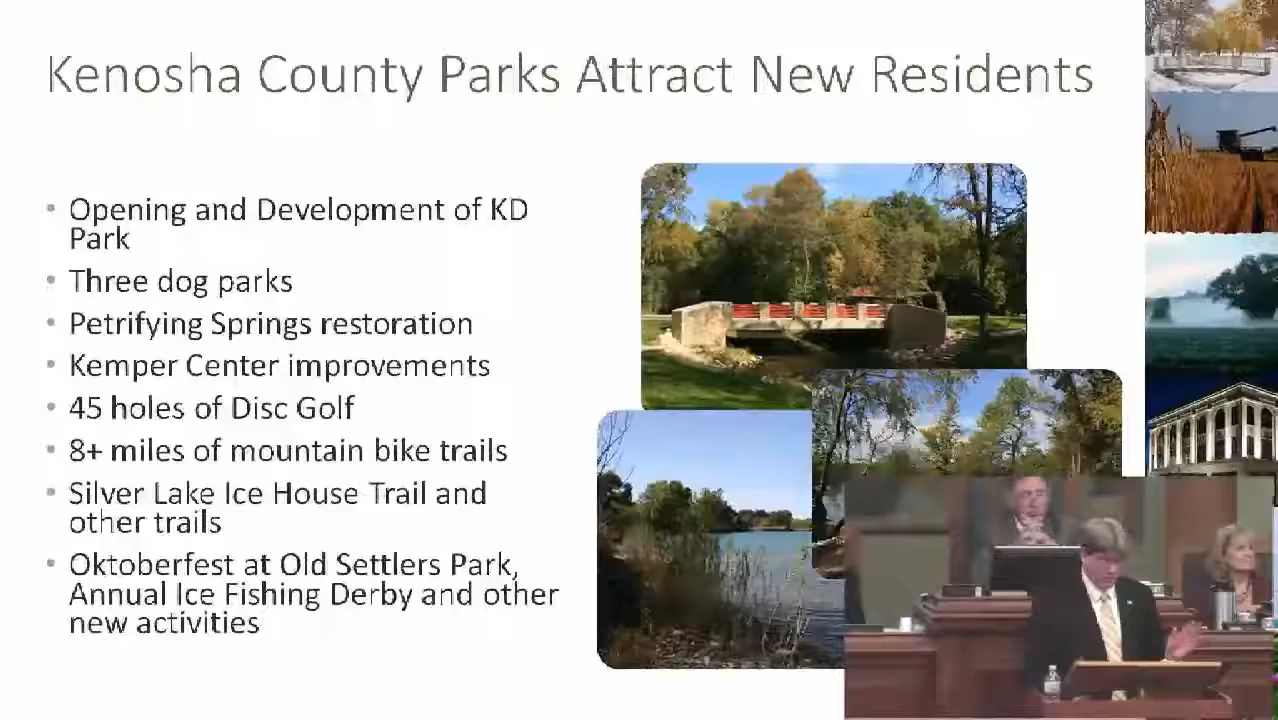 Kenosha County Parks Attract New Residents
• Opening and Development of KD
Park
• Three dog parks
• Petrifying Springs restoration
• Kemper Center improvements
• 45 holes of Disc Golf
• 8+ miles of mountain bike trails
• Silver Lake Ice House Trail and
other trails
• Oktoberfest at Old Settlers Park,
Annual Ice Fishing Derby and other
new activities